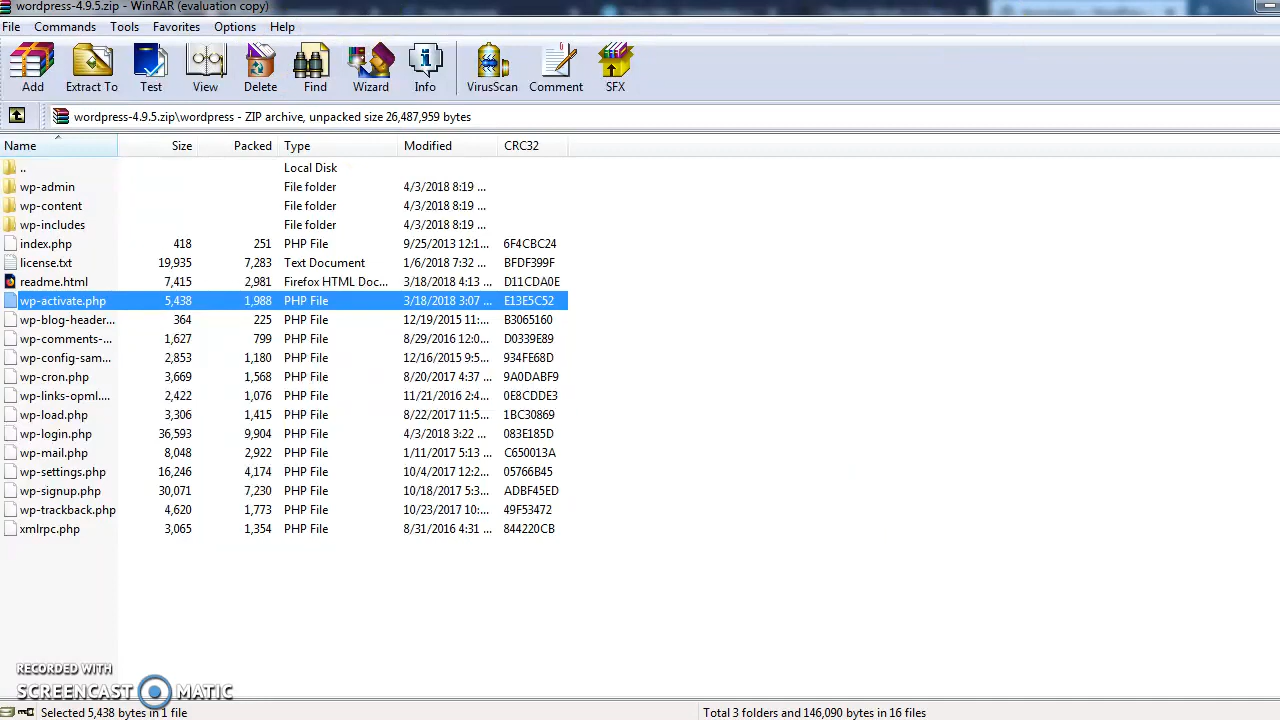 wordpress-4.9.5.zip - WinRAR (evaluation copy)
File Commands Tools Favorites Options Help
Add Extract To Test View Delete Find Wizard Info VirusScan Comment SFX
wordpress-4.9.5.zip\wordpress - ZIP archive, unpacked size 26,487,959 bytes
Name Size Packed Type Modified CRC32
.. Local Disk
wp-admin File folder 4/3/2018 8:19 ...
wp-content File folder 4/3/2018 8:19 ...
wp-includes File folder 4/3/2018 8:19 ...
index.php 418 251 PHP File 9/25/2013 12:1... 6F4CBC24
license.txt 19,935 7,283 Text Document 1/6/2018 7:32 ... BFDF399F
readme.html 7,415 2,981 Firefox HTML Doc... 3/18/2018 4:13 ... D11CDA0E
wp-activate.php 5,438 1,988 PHP File 3/18/2018 3:07 ... E13E5C52
wp-blog-header... 364 225 PHP File 12/19/2015 11:... B3065160
wp-comments-... 1,627 799 PHP File 8/29/2016 12:0... D0339E89
wp-config-sam... 2,853 1,180 PHP File 12/16/2015 9:5... 934FE68D
wp-cron.php 3,669 1,568 PHP File 8/20/2017 4:37 ... 9A0DABF9
wp-links-opml.... 2,422 1,076 PHP File 11/21/2016 2:4... 0E8CDDE3
wp-load.php 3,306 1,415 PHP File 8/22/2017 11:5... 1BC30869
wp-login.php 36,593 9,904 PHP File 4/3/2018 3:22 ... 083E185D
wp-mail.php 8,048 2,922 PHP File 1/11/2017 5:13 ... C650013A
wp-settings.php 16,246 4,174 PHP File 10/4/2017 12:2... 05766B45
wp-signup.php 30,071 7,230 PHP File 10/18/2017 5:3... ADBF45ED
wp-trackback.php 4,620 1,773 PHP File 10/23/2017 10:... 49F53472
xmlrpc.php 3,065 1,354 PHP File 8/31/2016 4:31 ... 844220CB
RECORDED WITH
SCREENCAST MATIC
Selected 5,438 bytes in 1 file Total 3 folders and 146,090 bytes in 16 files